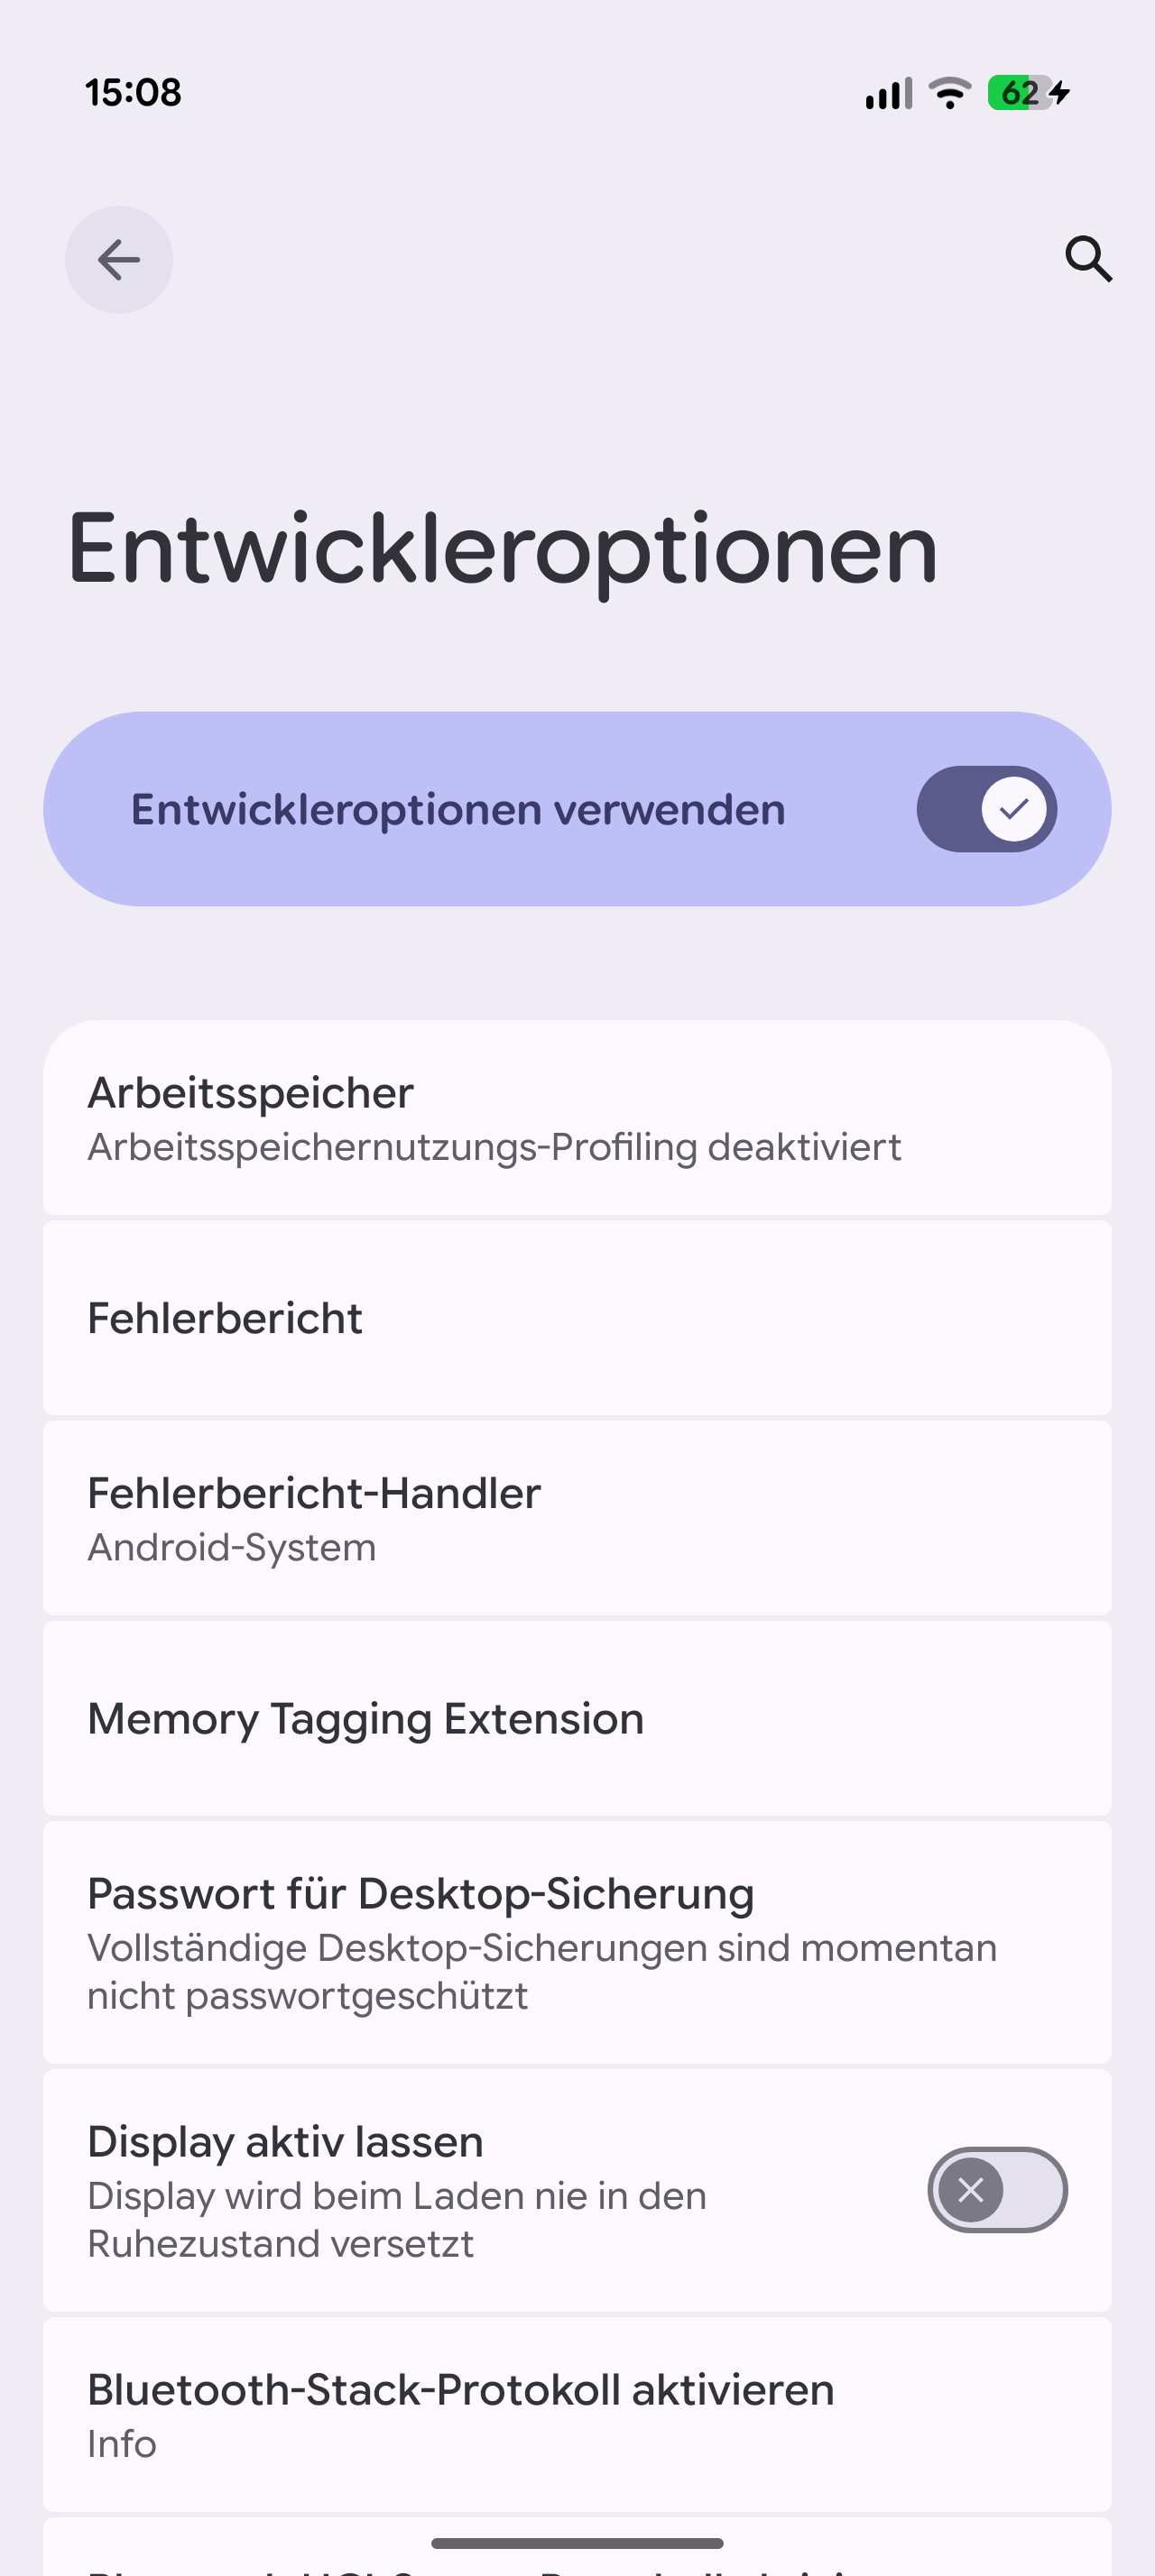 15:08
62
Entwickleroptionen
Entwickleroptionen verwenden
Arbeitsspeicher
Arbeitsspeichernutzungs-Profiling deaktiviert
Fehlerbericht
Fehlerbericht-Handler
Android-System
Memory Tagging Extension
Passwort für Desktop-Sicherung
Vollständige Desktop-Sicherungen sind momentan
nicht passwortgeschützt
Display aktiv lassen
Display wird beim Laden nie in den
Ruhezustand versetzt
Bluetooth-Stack-Protokoll aktivieren
Info